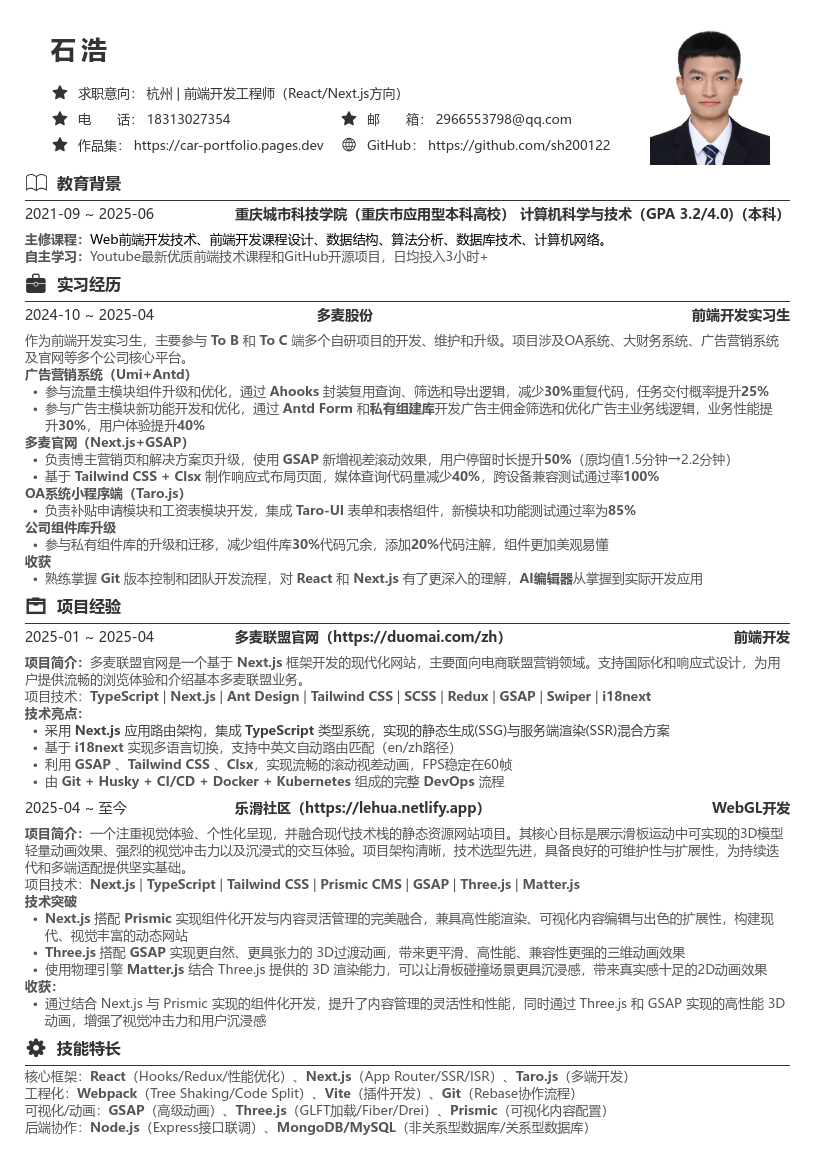 石浩
求职意向： 杭州 | 前端开发工程师（React/Next.js方向）
电 话： 18313027354 邮 箱： 2966553798@qq.com
作品集： https://car-portfolio.pages.dev GitHub： https://github.com/sh200122
教育背景
2021-09 ~ 2025-06 重庆城市科技学院（重庆市应用型本科高校） 计算机科学与技术（GPA 3.2/4.0)（本科）
主修课程：Web前端开发技术、前端开发课程设计、数据结构、算法分析、数据库技术、计算机网络。
自主学习：Youtube最新优质前端技术课程和GitHub开源项目，日均投入3小时+
实习经历
2024-10 ~ 2025-04 多麦股份 前端开发实习生
作为前端开发实习生，主要参与 To B 和 To C 端多个自研项目的开发、维护和升级。项目涉及OA系统、大财务系统、广告营销系统
及官网等多个公司核心平台。
广告营销系统（Umi+Antd）
• 参与流量主模块组件升级和优化，通过 Ahooks 封装复用查询、筛选和导出逻辑，减少30%重复代码，任务交付概率提升25%
• 参与广告主模块新功能开发和优化，通过 Antd Form 和私有组建库开发广告主佣金筛选和优化广告主业务线逻辑，业务性能提
升30%，用户体验提升40%
多麦官网（Next.js+GSAP）
• 负责博主营销页和解决方案页升级，使用 GSAP 新增视差滚动效果，用户停留时长提升50%（原均值1.5分钟→2.2分钟）
• 基于 Tailwind CSS + Clsx 制作响应式布局页面，媒体查询代码量减少40%，跨设备兼容测试通过率100%
OA系统小程序端（Taro.js）
• 负责补贴申请模块和工资表模块开发，集成 Taro-UI 表单和表格组件，新模块和功能测试通过率为85%
公司组件库升级
• 参与私有组件库的升级和迁移，减少组件库30%代码冗余，添加20%代码注解，组件更加美观易懂
收获
• 熟练掌握 Git 版本控制和团队开发流程，对 React 和 Next.js 有了更深入的理解，AI编辑器从掌握到实际开发应用
项目经验
2025-01 ~ 2025-04 多麦联盟官网（https://duomai.com/zh） 前端开发
项目简介：多麦联盟官网是一个基于 Next.js 框架开发的现代化网站，主要面向电商联盟营销领域。支持国际化和响应式设计，为用
户提供流畅的浏览体验和介绍基本多麦联盟业务。
项目技术：TypeScript | Next.js | Ant Design | Tailwind CSS | SCSS | Redux | GSAP | Swiper | i18next
技术亮点：
• 采用 Next.js 应用路由架构，集成 TypeScript 类型系统，实现的静态生成(SSG)与服务端渲染(SSR)混合方案
• 基于 i18next 实现多语言切换，支持中英文自动路由匹配（en/zh路径）
• 利用 GSAP 、Tailwind CSS 、Clsx，实现流畅的滚动视差动画，FPS稳定在60帧
• 由 Git + Husky + CI/CD + Docker + Kubernetes 组成的完整 DevOps 流程
2025-04 ~ 至今 乐滑社区（https://lehua.netlify.app） WebGL开发
项目简介：一个注重视觉体验、个性化呈现，并融合现代技术栈的静态资源网站项目。其核心目标是展示滑板运动中可实现的3D模型
轻量动画效果、强烈的视觉冲击力以及沉浸式的交互体验。项目架构清晰，技术选型先进，具备良好的可维护性与扩展性，为持续迭
代和多端适配提供坚实基础。
项目技术：Next.js | TypeScript | Tailwind CSS | Prismic CMS | GSAP | Three.js | Matter.js
技术突破
• Next.js 搭配 Prismic 实现组件化开发与内容灵活管理的完美融合，兼具高性能渲染、可视化内容编辑与出色的扩展性，构建现
代、视觉丰富的动态网站
• Three.js 搭配 GSAP 实现更自然、更具张力的 3D过渡动画，带来更平滑、高性能、兼容性更强的三维动画效果
• 使用物理引擎 Matter.js 结合 Three.js 提供的 3D 渲染能力，可以让滑板碰撞场景更具沉浸感，带来真实感十足的2D动画效果
收获：
• 通过结合 Next.js 与 Prismic 实现的组件化开发，提升了内容管理的灵活性和性能，同时通过 Three.js 和 GSAP 实现的高性能 3D
动画，增强了视觉冲击力和用户沉浸感
技能特长
核心框架：React（Hooks/Redux/性能优化）、Next.js（App Router/SSR/ISR）、Taro.js（多端开发）
工程化：Webpack（Tree Shaking/Code Split）、Vite（插件开发）、Git（Rebase协作流程）
可视化/动画：GSAP（高级动画）、Three.js（GLFT加载/Fiber/Drei）、Prismic（可视化内容配置）
后端协作：Node.js（Express接口联调）、MongoDB/MySQL（非关系型数据库/关系型数据库）